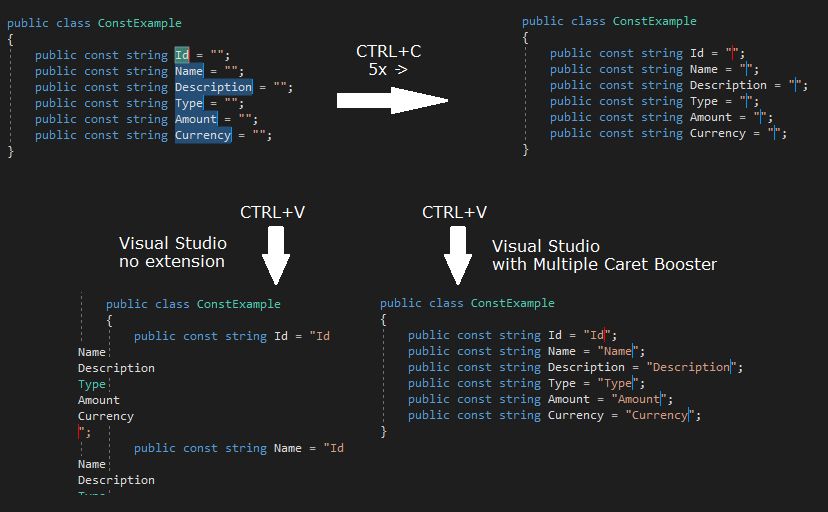 public class ConstExample
{
public const string Id = "";
public const string Name = "";
public const string Description = "";
public const string Type = "";
public const string Amount = "";
public const string Currency = "";
}
CTRL+C
5x ->
public class ConstExample
{
public const string Id = "";
public const string Name = "";
public const string Description = "";
public const string Type = "";
public const string Amount = "";
public const string Currency = "";
}
CTRL+V
Visual Studio
no extension
CTRL+V
Visual Studio
with Multiple Caret Booster
public class ConstExample
{
public const string Id = "Id
Name
Description
Type
Amount
Currency
";
public const string Name = "Id
Name
Description
Type
public class ConstExample
{
public const string Id = "Id";
public const string Name = "Name";
public const string Description = "Description";
public const string Type = "Type";
public const string Amount = "Amount";
public const string Currency = "Currency";
}